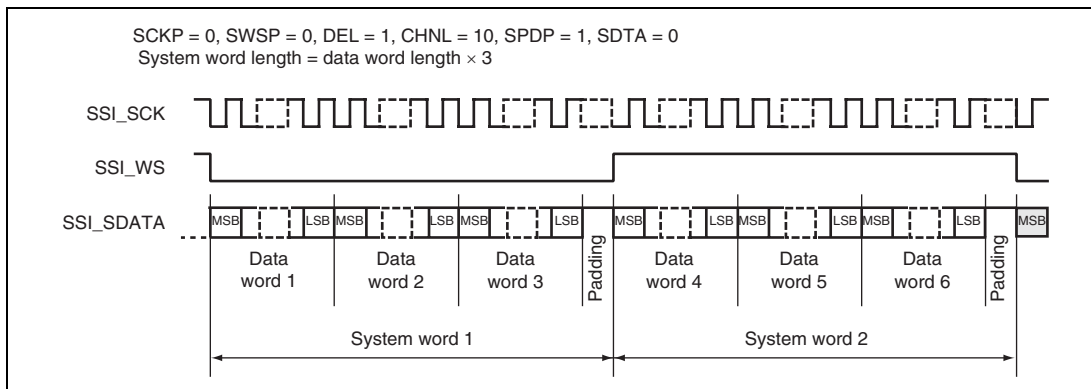 SCKP = 0, SWSP = 0, DEL = 1, CHNL = 10, SPDP = 1, SDTA = 0
System word length = data word length × 3
SSI_SCK
SSI_WS
SSI_SDATA
MSB LSB MSB LSB MSB LSB MSB LSB MSB LSB MSB LSB MSB
Data word 1
Data word 2
Data word 3
Padding
Data word 4
Data word 5
Data word 6
Padding
System word 1
System word 2